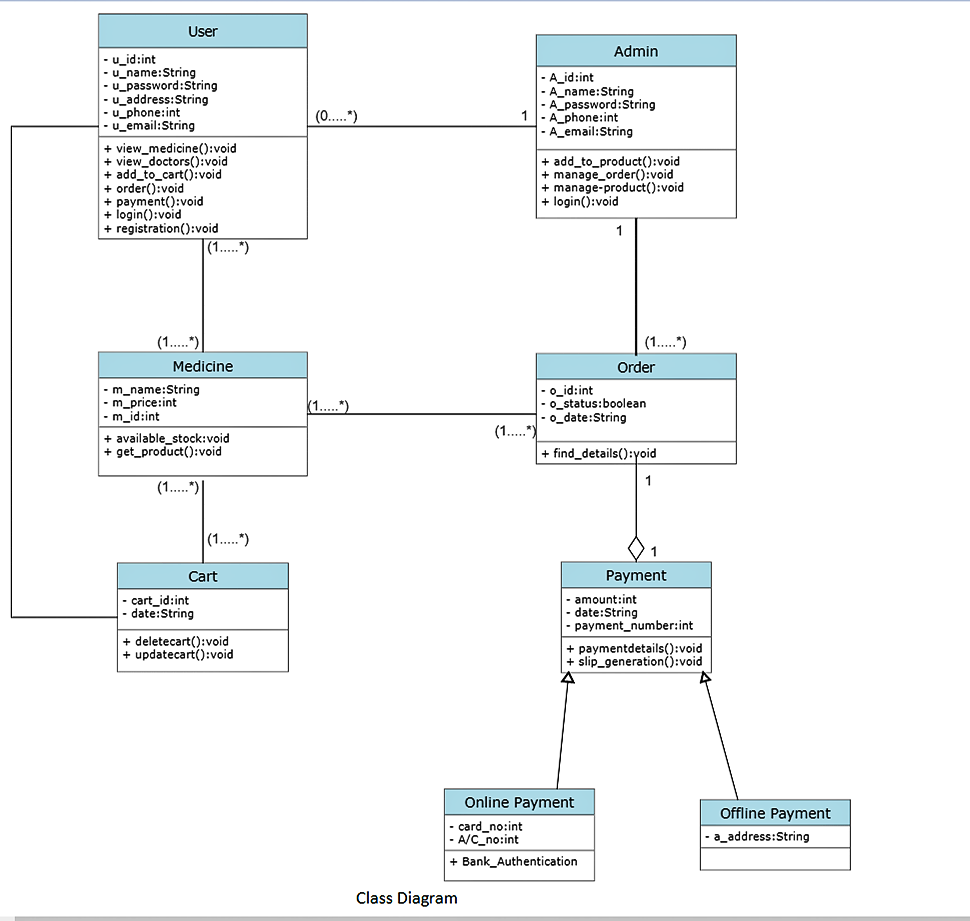 User
- u_id:int
- u_name:String
- u_password:String
- u_address:String
- u_phone:int
- u_email:String
+ view_medicine():void
+ view_doctors():void
+ add_to_cart():void
+ order():void
+ payment():void
+ login():void
+ registration():void
(0.....*)
1
Admin
- A_id:int
- A_name:String
- A_password:String
- A_phone:int
- A_email:String
+ add_to_product():void
+ manage_order():void
+ manage-product():void
+ login():void
(1.....*)
(1.....*)
1
(1.....*)
Medicine
- m_name:String
- m_price:int
- m_id:int
+ available_stock:void
+ get_product():void
(1.....*)
(1.....*)
Order
- o_id:int
- o_status:boolean
- o_date:String
+ find_details():void
(1.....*)
(1.....*)
1
1
Cart
- cart_id:int
- date:String
+ deletecart():void
+ updatecart():void
Payment
- amount:int
- date:String
- payment_number:int
+ paymentdetails():void
+ slip_generation():void
Online Payment
- card_no:int
- A/C_no:int
+ Bank_Authentication
Offline Payment
- a_address:String
Class Diagram